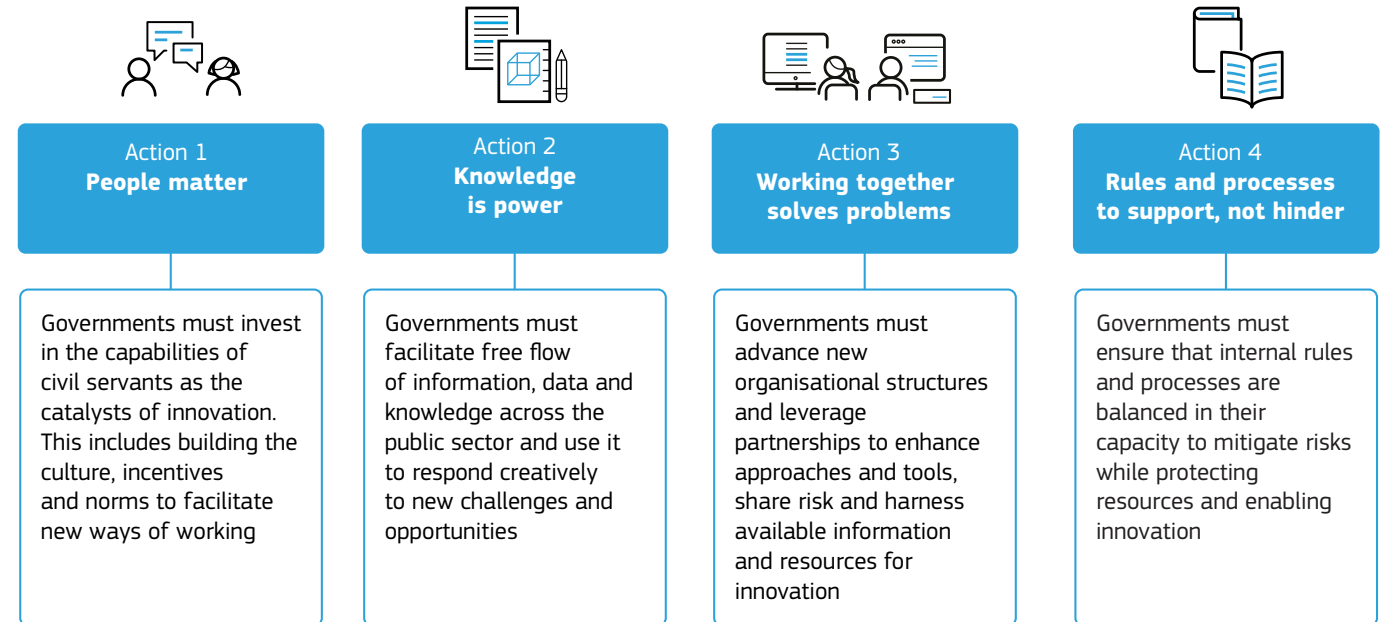 Action 1
People matter
Governments must invest
in the capabilities of
civil servants as the
catalysts of innovation.
This includes building the
culture, incentives
and norms to facilitate
new ways of working
Action 2
Knowledge
is power
Governments must
facilitate free flow
of information, data and
knowledge across the
public sector and use it
to respond creatively
to new challenges and
opportunities
Action 3
Working together
solves problems
Governments must
advance new
organisational structures
and leverage
partnerships to enhance
approaches and tools,
share risk and harness
available information
and resources for
innovation
Action 4
Rules and processes
to support, not hinder
Governments must
ensure that internal rules
and processes are
balanced in their
capacity to mitigate risks
while protecting
resources and enabling
innovation